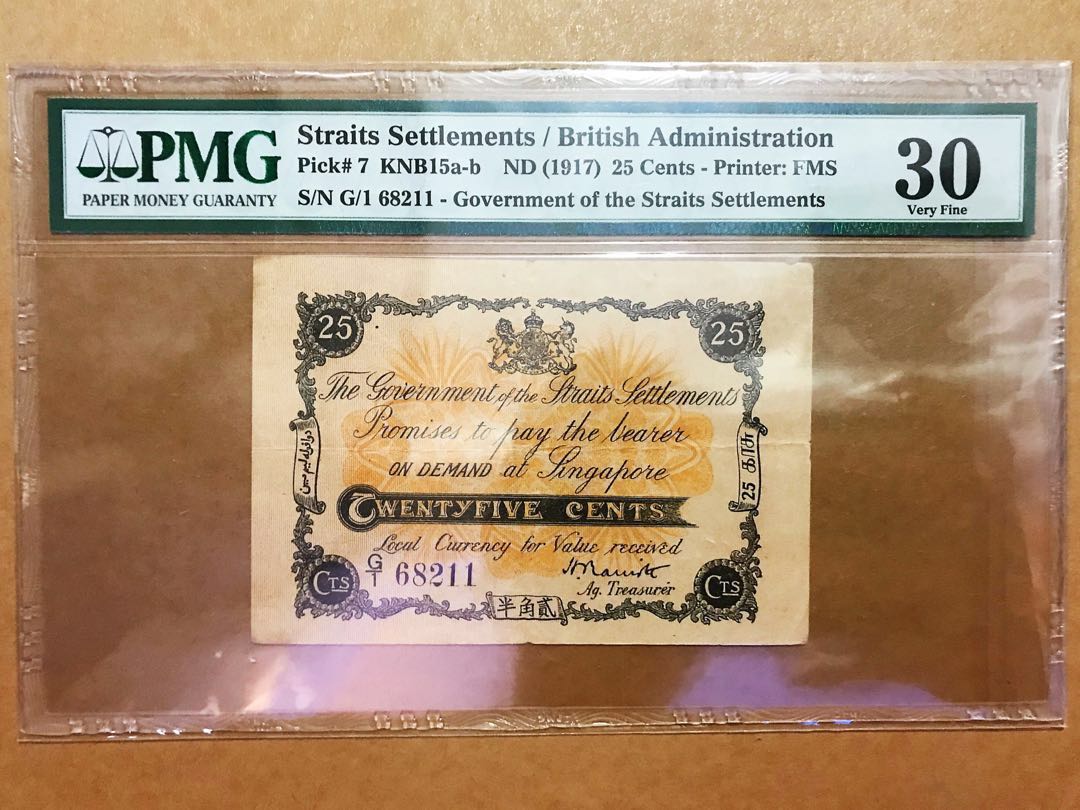 PMG
PAPER MONEY GUARANTY
Straits Settlements / British Administration
Pick# 7 KNB15a-b ND (1917) 25 Cents - Printer: FMS
S/N G/1 68211 - Government of the Straits Settlements
30
Very Fine
25
25
The Government of the Straits Settlements
Promises to pay the bearer
ON DEMAND at Singapore
TWENTYFIVE CENTS
Local Currency for Value received
G/1 68211
Ag. Treasurer
25 காசு
CTS
CTS
半角貳